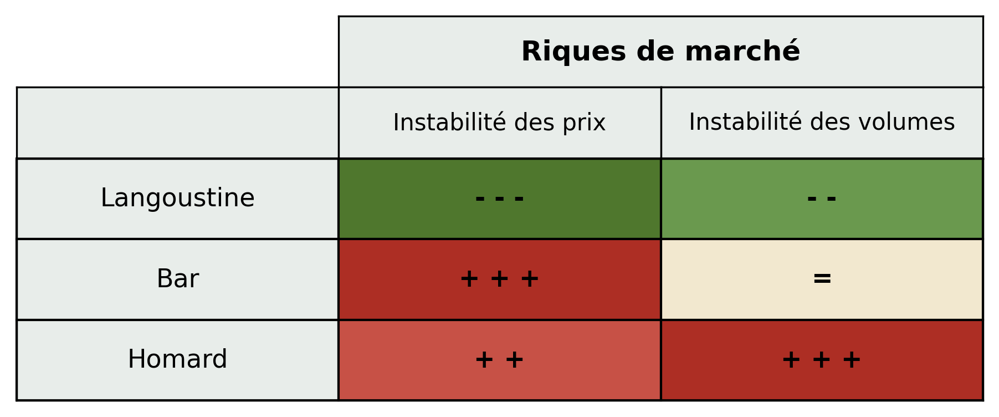 Riques de marché
Instabilité des prix Instabilité des volumes
Langoustine - - - - -
Bar + + + =
Homard + + + + +